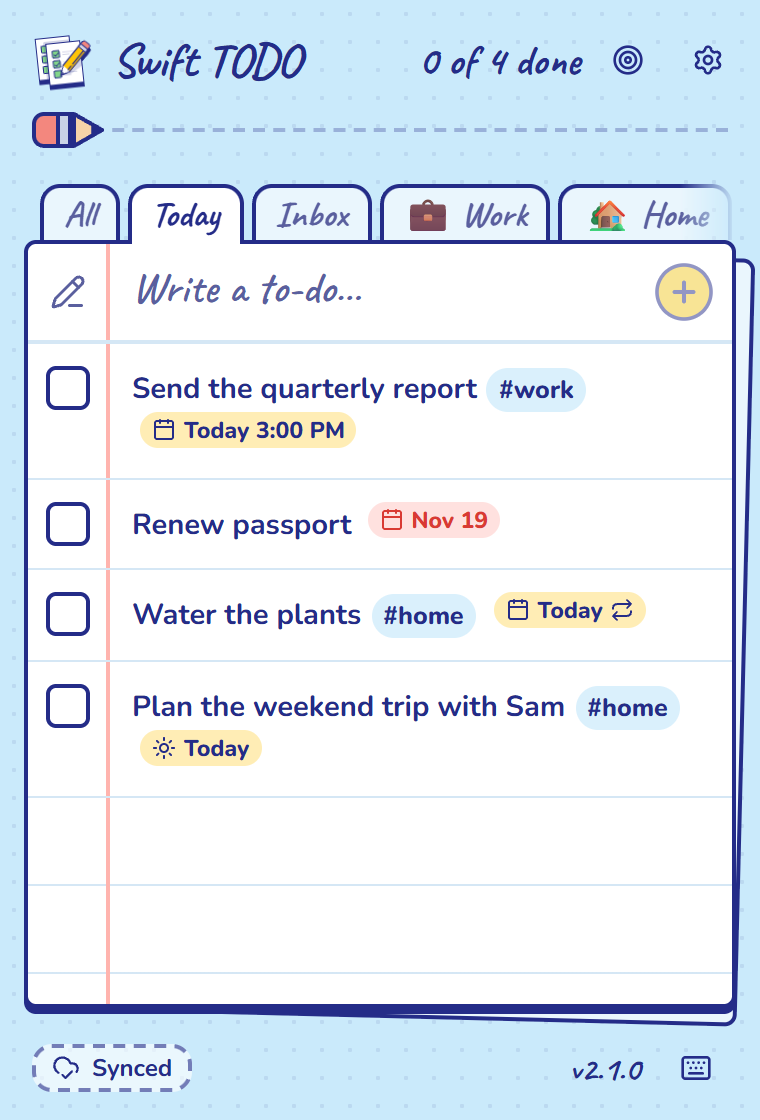 Swift TODO
0 of 4 done
All
Today
Inbox
Work
Home
Write a to-do...
Send the quarterly report #work
Today 3:00 PM
Renew passport Nov 19
Water the plants #home Today
Plan the weekend trip with Sam #home
Today
Synced
v2.1.0